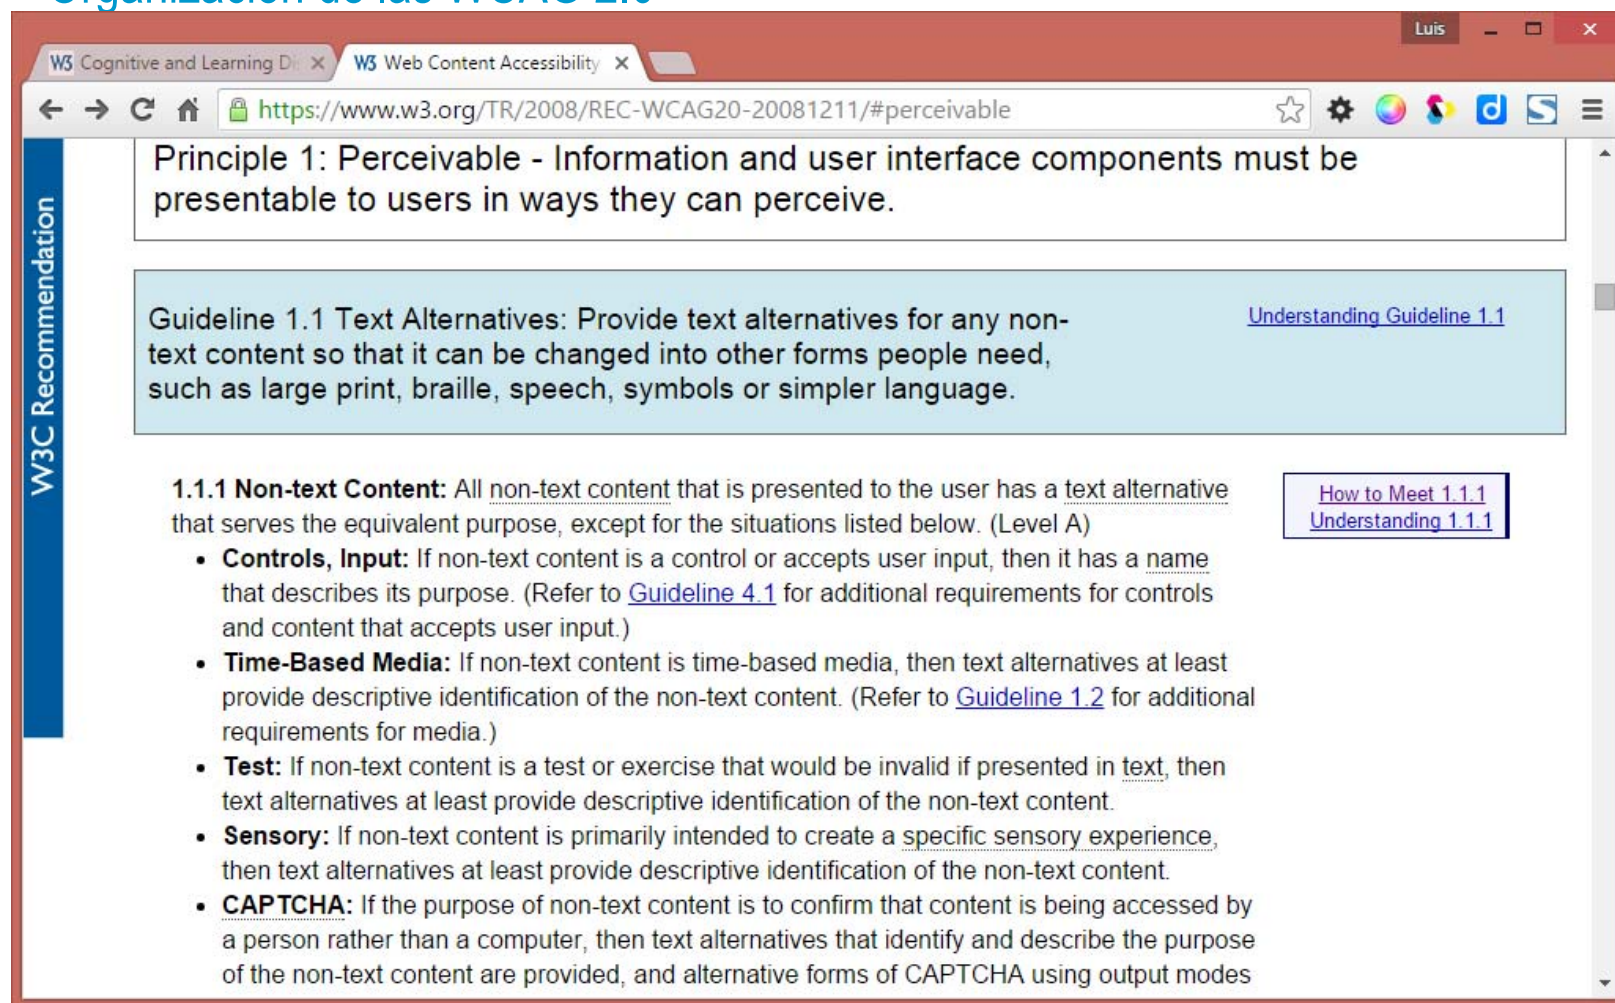 Organización de las WCAG 2.0
Luis
W3 Cognitive and Learning Di
W3 Web Content Accessibility
https://www.w3.org/TR/2008/REC-WCAG20-20081211/#perceivable
W3C Recommendation
Principle 1: Perceivable - Information and user interface components must be
presentable to users in ways they can perceive.
Guideline 1.1 Text Alternatives: Provide text alternatives for any non-
text content so that it can be changed into other forms people need,
such as large print, braille, speech, symbols or simpler language.
Understanding Guideline 1.1
1.1.1 Non-text Content: All non-text content that is presented to the user has a text alternative
that serves the equivalent purpose, except for the situations listed below. (Level A)
How to Meet 1.1.1
Understanding 1.1.1
• Controls, Input: If non-text content is a control or accepts user input, then it has a name
that describes its purpose. (Refer to Guideline 4.1 for additional requirements for controls
and content that accepts user input.)
• Time-Based Media: If non-text content is time-based media, then text alternatives at least
provide descriptive identification of the non-text content. (Refer to Guideline 1.2 for additional
requirements for media.)
• Test: If non-text content is a test or exercise that would be invalid if presented in text, then
text alternatives at least provide descriptive identification of the non-text content.
• Sensory: If non-text content is primarily intended to create a specific sensory experience,
then text alternatives at least provide descriptive identification of the non-text content.
• CAPTCHA: If the purpose of non-text content is to confirm that content is being accessed by
a person rather than a computer, then text alternatives that identify and describe the purpose
of the non-text content are provided, and alternative forms of CAPTCHA using output modes